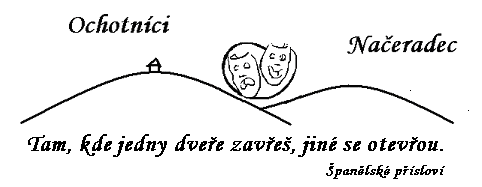 Ochotníci
Načeradec
Tam, kde jedny dveře zavřeš, jiné se otevřou.
Španělské přísloví